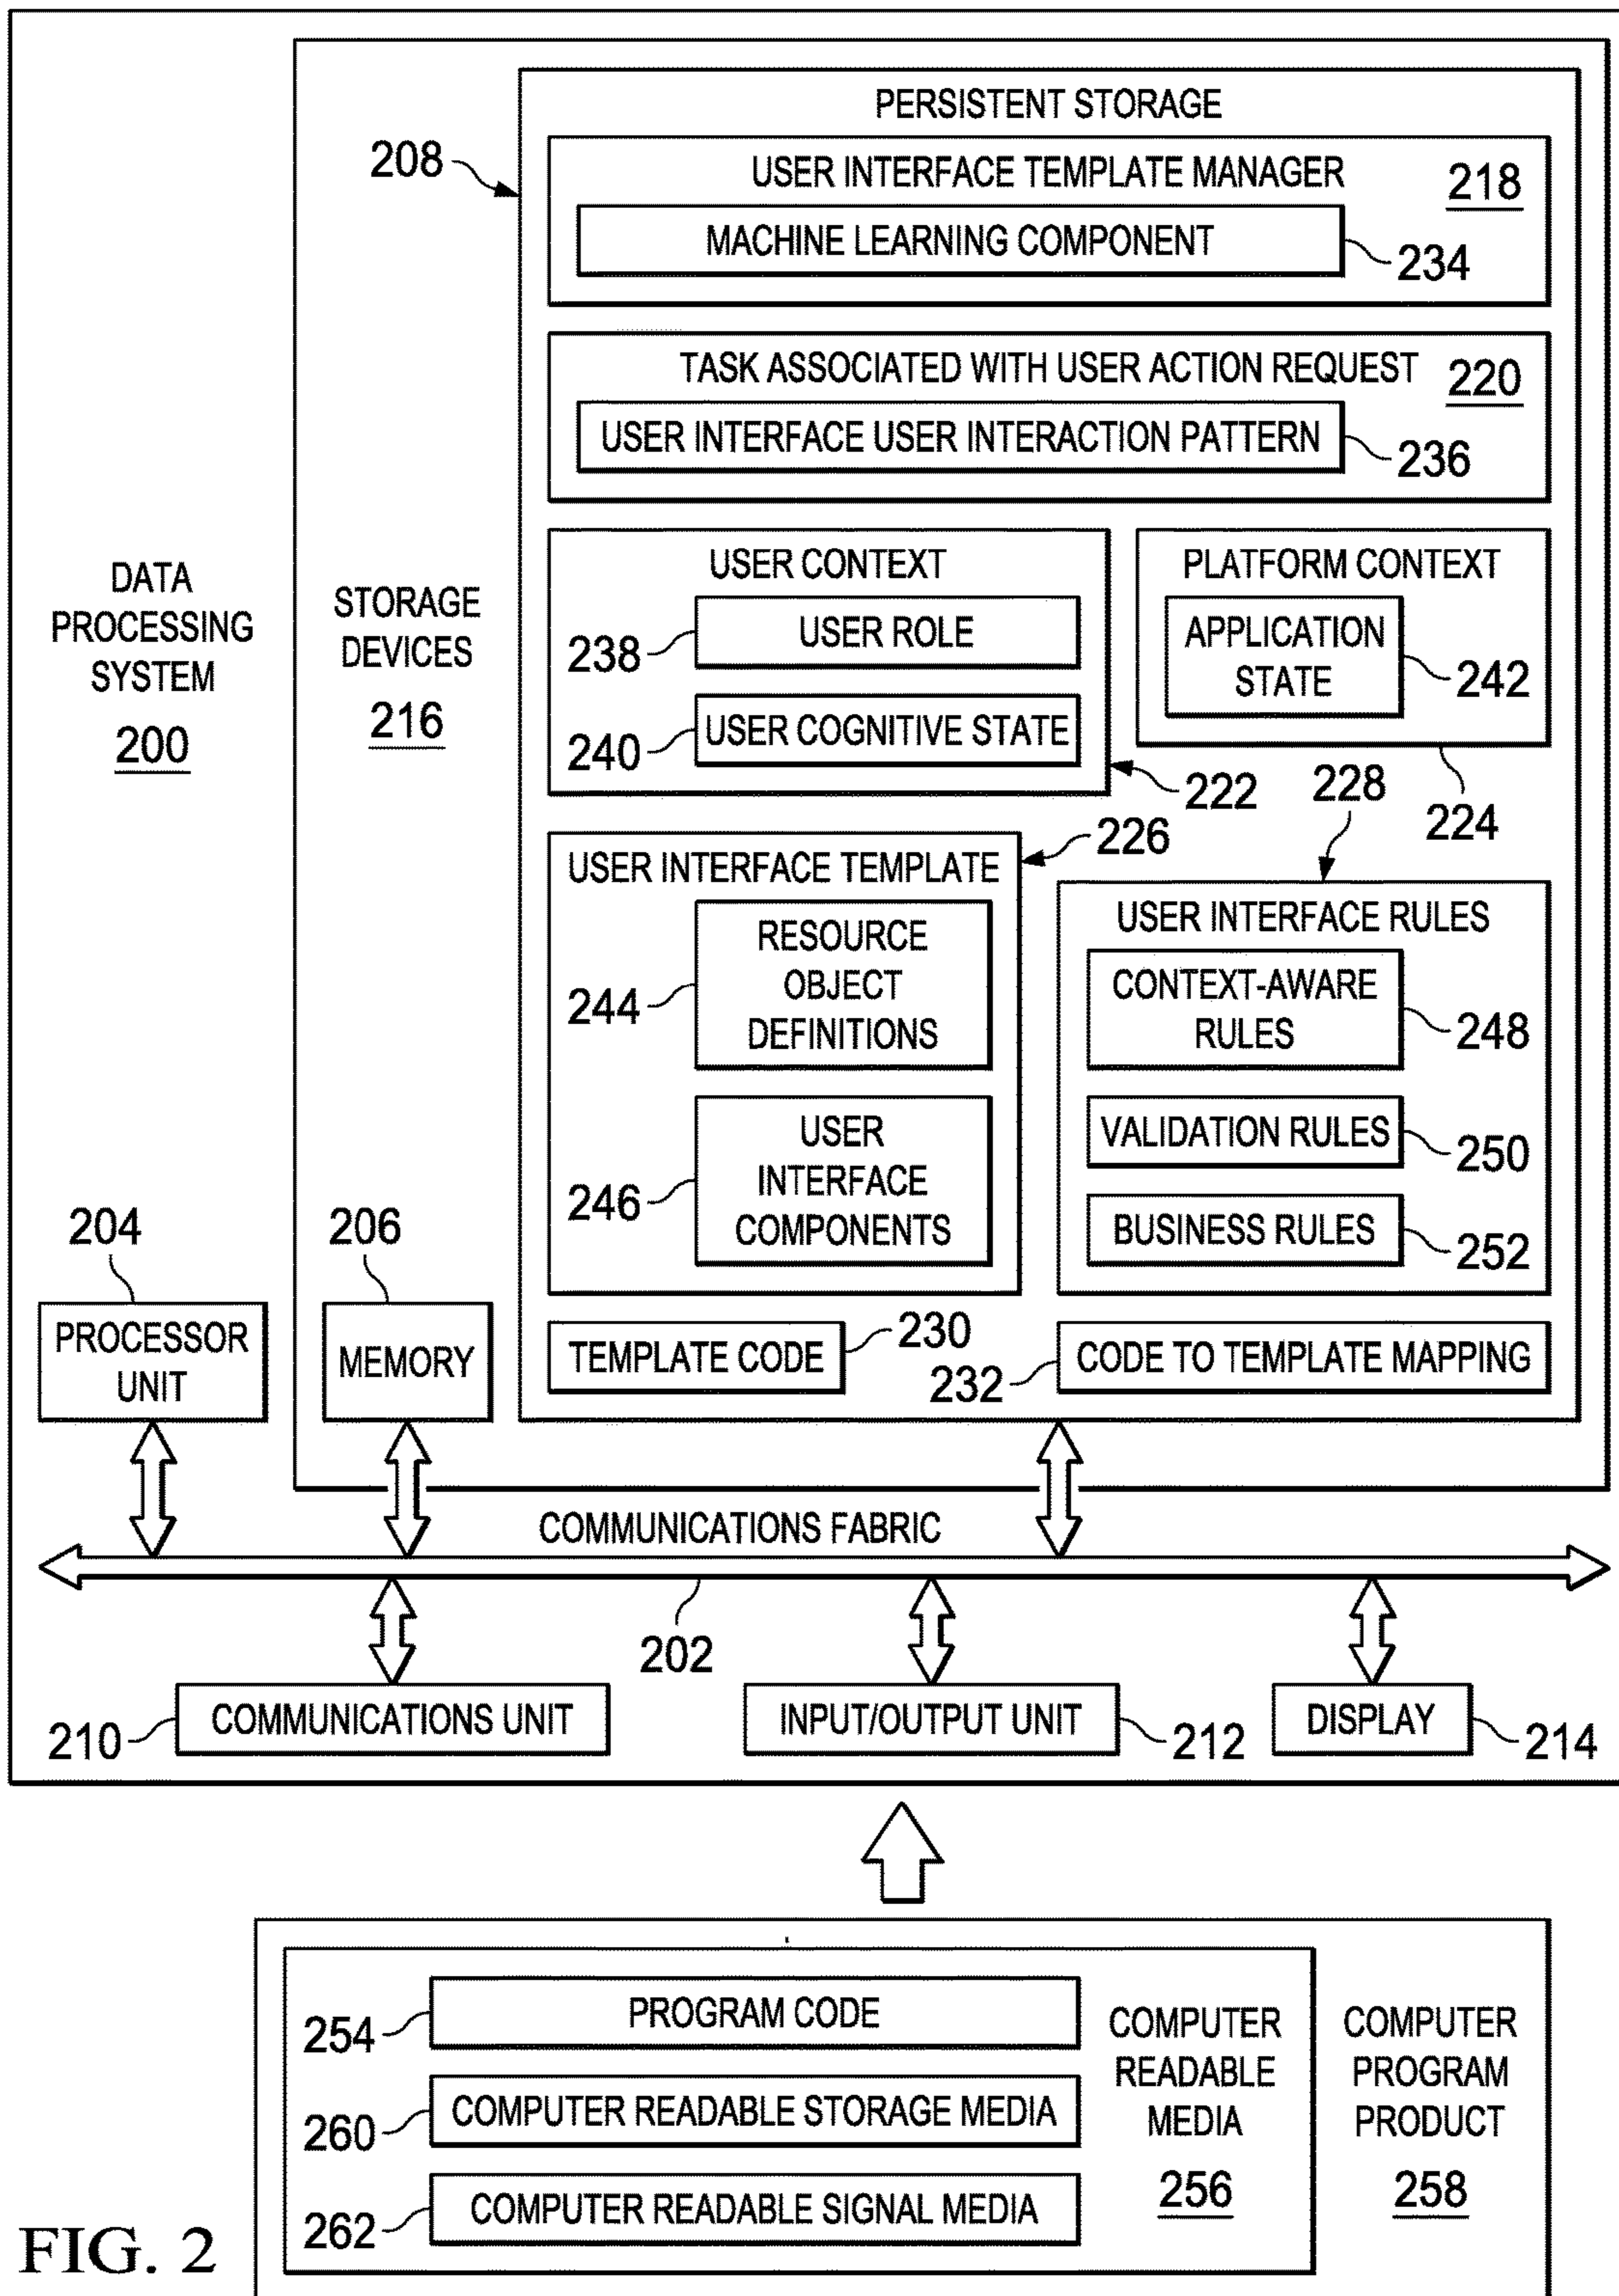 PERSISTENT STORAGE
208
USER INTERFACE TEMPLATE MANAGER
218
MACHINE LEARNING COMPONENT
234
TASK ASSOCIATED WITH USER ACTION REQUEST
220
USER INTERFACE USER INTERACTION PATTERN
236
DATA
PROCESSING
SYSTEM
200
STORAGE
DEVICES
216
USER CONTEXT
238
USER ROLE
240
USER COGNITIVE STATE
222
PLATFORM CONTEXT
APPLICATION
STATE
242
224
226
USER INTERFACE TEMPLATE
244
RESOURCE
OBJECT
DEFINITIONS
246
USER
INTERFACE
COMPONENTS
228
USER INTERFACE RULES
CONTEXT-AWARE
RULES
248
VALIDATION RULES
250
BUSINESS RULES
252
204
PROCESSOR
UNIT
206
MEMORY
TEMPLATE CODE
230
232
CODE TO TEMPLATE MAPPING
COMMUNICATIONS FABRIC
202
210
COMMUNICATIONS UNIT
INPUT/OUTPUT UNIT
212
DISPLAY
214
254
PROGRAM CODE
260
COMPUTER READABLE STORAGE MEDIA
262
COMPUTER READABLE SIGNAL MEDIA
COMPUTER
READABLE
MEDIA
256
COMPUTER
PROGRAM
PRODUCT
258
FIG. 2